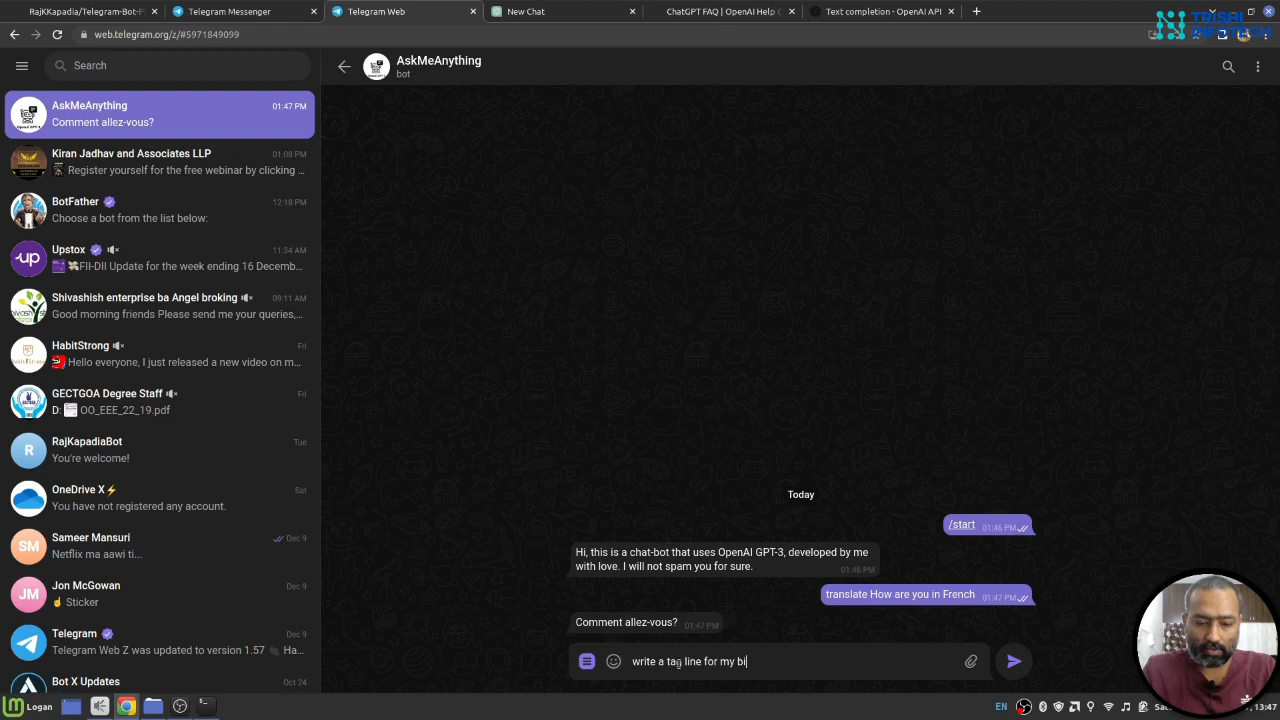 RajKKapadia/Telegram-Bot-P
Telegram Messenger
Telegram Web
New Chat
ChatGPT FAQ | OpenAI Help C
Text completion - OpenAI API
web.telegram.org/z/#5971849099
TRISHI INFOTECH
Search
AskMeAnything
bot
AskMeAnything 01:47 PM
Comment allez-vous?
Kiran Jadhav and Associates LLP 01:08 PM
Register yourself for the free webinar by clicking ...
BotFather 12:18 PM
Choose a bot from the list below:
Upstox 11:34 AM
FII-DII Update for the week ending 16 Decemb...
Shivashish enterprise ba Angel broking 09:11 AM
Good morning friends Please send me your queries,...
HabitStrong Fri
Hello everyone, I just released a new video on m...
GECTGOA Degree Staff Fri
D: OO_EEE_22_19.pdf
R RajKapadiaBot Tue
You're welcome!
OneDrive X⚡ Sat
You have not registered any account.
SM Sameer Mansuri Dec 9
Netflix ma aawi ti...
JM Jon McGowan Dec 9
☝ Sticker
Telegram Dec 9
Telegram Web Z was updated to version 1.57 Ha...
Bot X Updates Oct 24
Today
/start 01:46 PM
Hi, this is a chat-bot that uses OpenAI GPT-3, developed by me
with love. I will not spam you for sure. 01:46 PM
translate How are you in French 01:47 PM
Comment allez-vous? 01:47 PM
write a tag line for my bi
Logan
EN
13:47